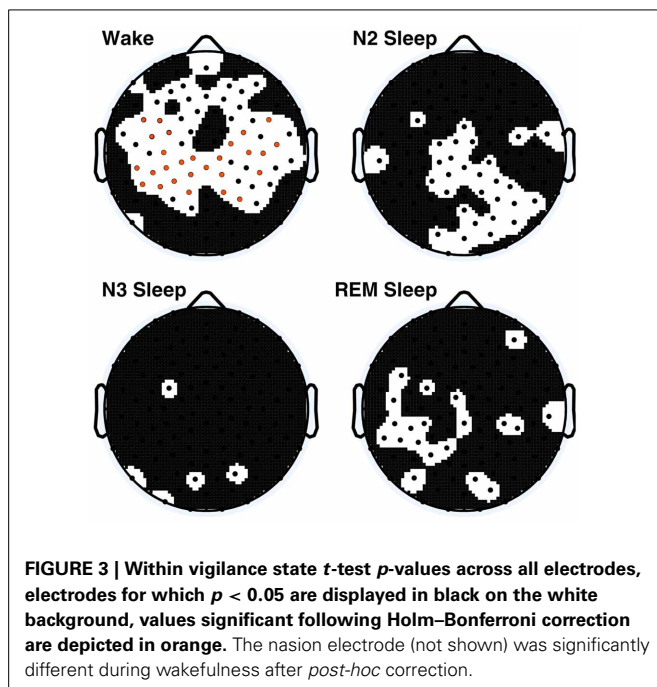 Wake
N2 Sleep
N3 Sleep
REM Sleep
FIGURE 3 | Within vigilance state t-test p-values across all electrodes,
electrodes for which p < 0.05 are displayed in black on the white
background, values significant following Holm–Bonferroni correction
are depicted in orange. The nasion electrode (not shown) was significantly
different during wakefulness after post-hoc correction.